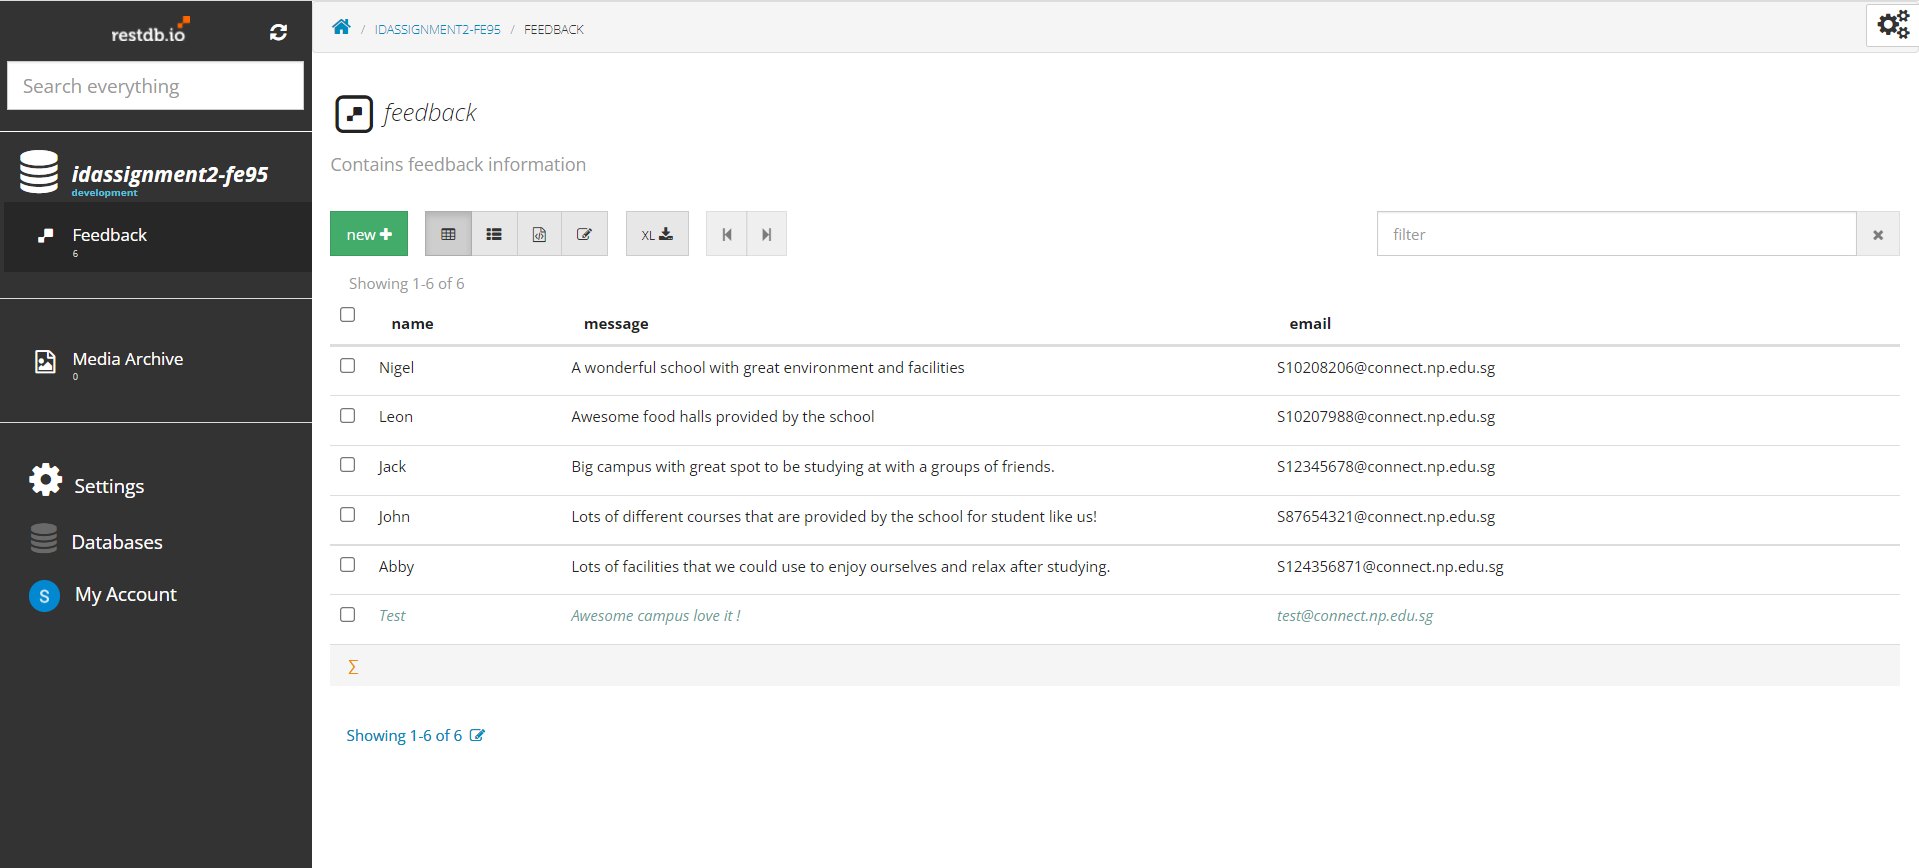 restdb.io
Search everything
idassignment2-fe95
development
Feedback
6
Media Archive
0
Settings
Databases
S My Account
/ IDASSIGNMENT2-FE95 / FEEDBACK
feedback
Contains feedback information
new XL filter
Showing 1-6 of 6
name message email
Nigel A wonderful school with great environment and facilities S10208206@connect.np.edu.sg
Leon Awesome food halls provided by the school S10207988@connect.np.edu.sg
Jack Big campus with great spot to be studying at with a groups of friends. S12345678@connect.np.edu.sg
John Lots of different courses that are provided by the school for student like us! S87654321@connect.np.edu.sg
Abby Lots of facilities that we could use to enjoy ourselves and relax after studying. S124356871@connect.np.edu.sg
Test Awesome campus love it ! test@connect.np.edu.sg
Σ
Showing 1-6 of 6